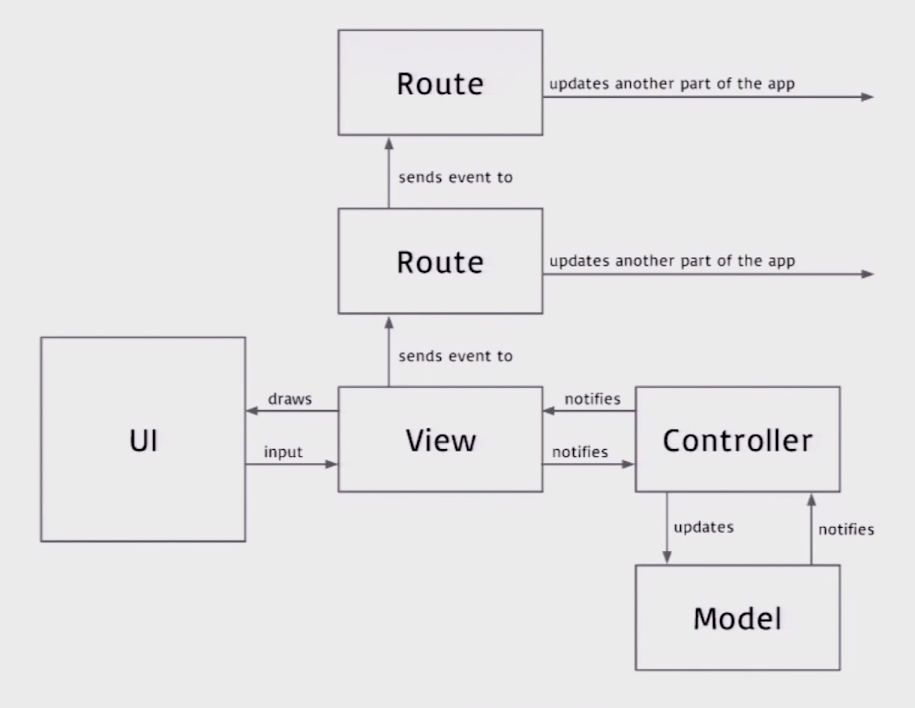 Route
updates another part of the app
sends event to
Route
updates another part of the app
sends event to
UI
draws
input
View
notifies
notifies
Controller
updates
notifies
Model